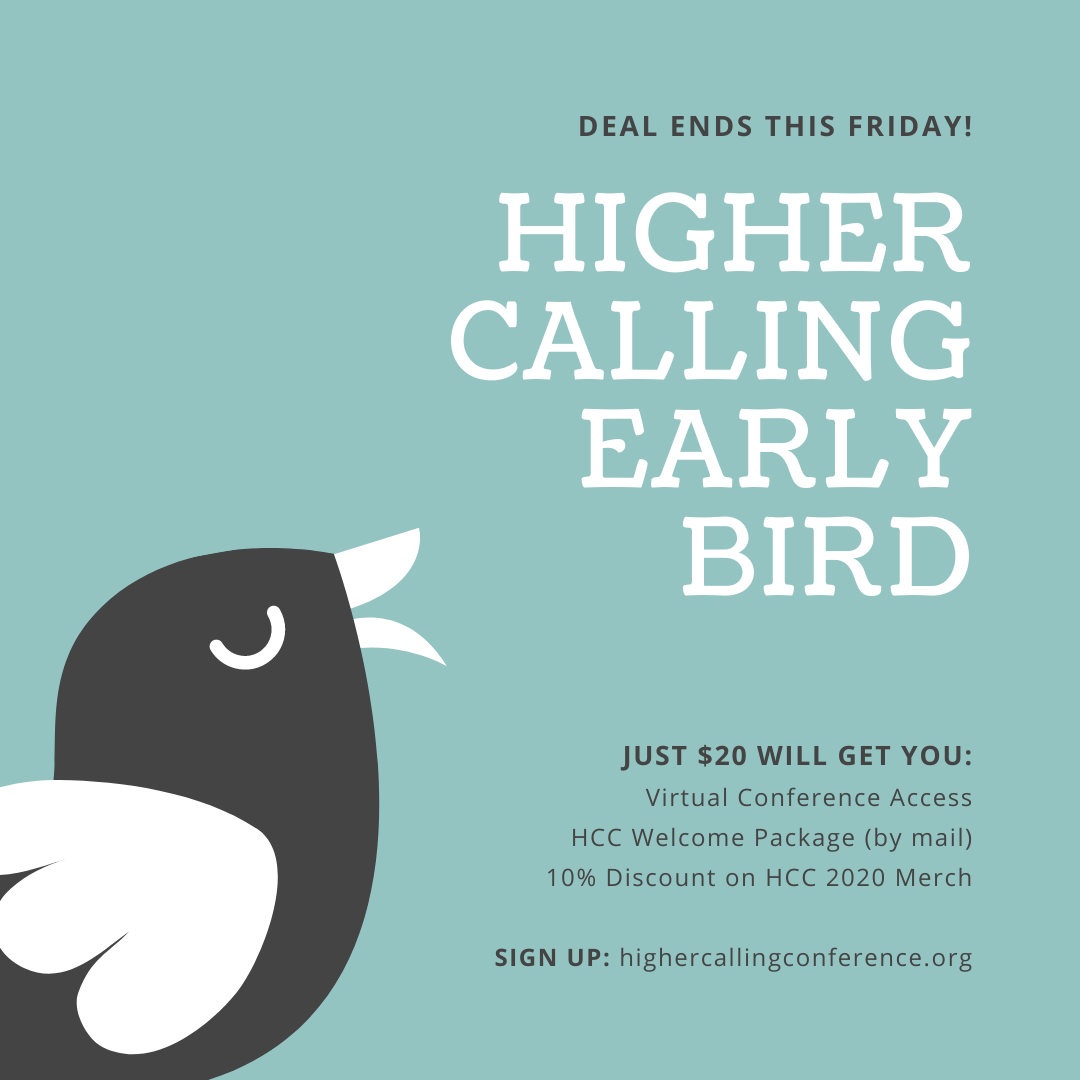 DEAL ENDS THIS FRIDAY!
HIGHER
CALLING
EARLY
BIRD
JUST $20 WILL GET YOU:
Virtual Conference Access
HCC Welcome Package (by mail)
10% Discount on HCC 2020 Merch
SIGN UP: highercallingconference.org